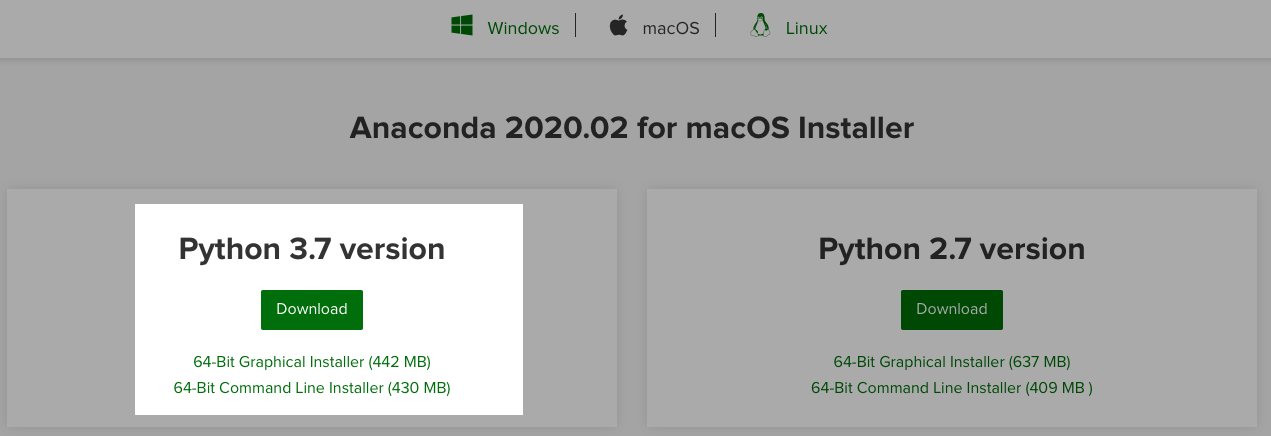 Windows macOS Linux
Anaconda 2020.02 for macOS Installer
Python 3.7 version
Download
64-Bit Graphical Installer (442 MB)
64-Bit Command Line Installer (430 MB)
Python 2.7 version
Download
64-Bit Graphical Installer (637 MB)
64-Bit Command Line Installer (409 MB )